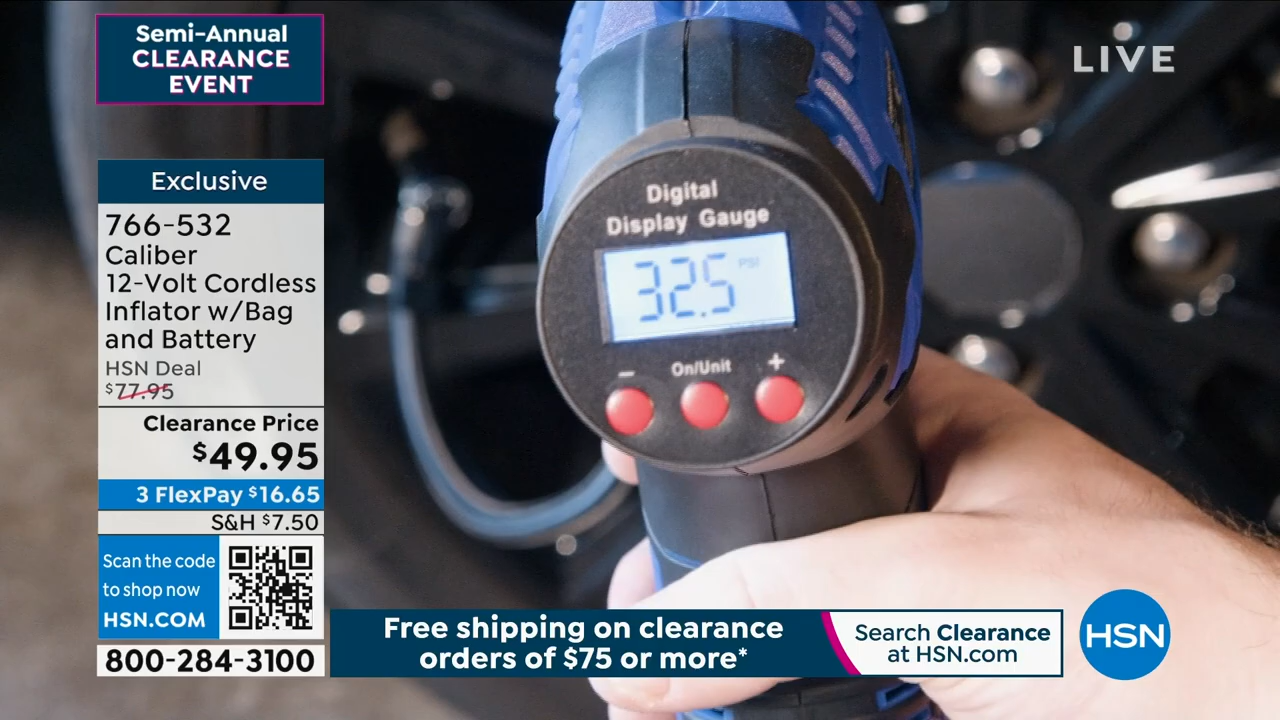 Semi-Annual
CLEARANCE
EVENT
LIVE
Exclusive
766-532
Caliber
12-Volt Cordless
Inflator w/Bag
and Battery
HSN Deal
$77.95
Clearance Price
$49.95
3 FlexPay $16.65
S&H $7.50
Scan the code
to shop now
HSN.COM
800-284-3100
Digital
Display Gauge
32.5 PSI
− On/Unit +
Free shipping on clearance
orders of $75 or more*
Search Clearance
at HSN.com
HSN